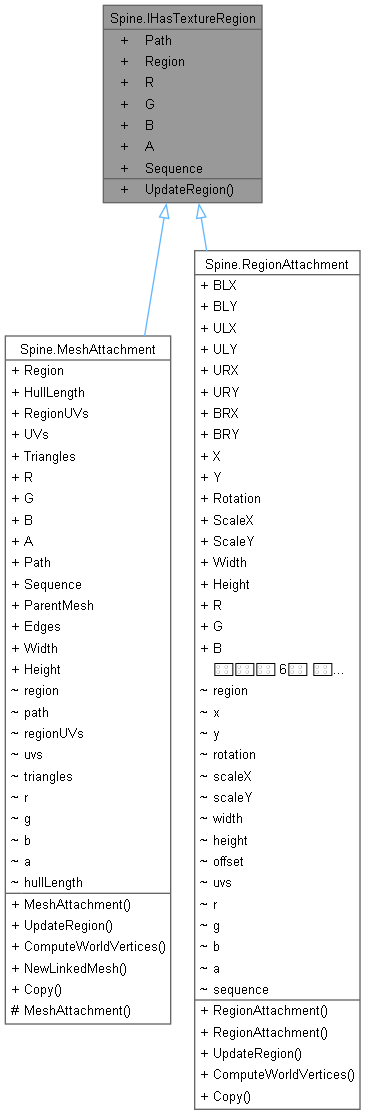 Spine.IHasTextureRegion
+ Path
+ Region
+ R
+ G
+ B
+ A
+ Sequence
+ UpdateRegion()
Spine.MeshAttachment
+ Region
+ HullLength
+ RegionUVs
+ UVs
+ Triangles
+ R
+ G
+ B
+ A
+ Path
+ Sequence
+ ParentMesh
+ Edges
+ Width
+ Height
~ region
~ path
~ regionUVs
~ uvs
~ triangles
~ r
~ g
~ b
~ a
~ hullLength
+ MeshAttachment()
+ UpdateRegion()
+ ComputeWorldVertices()
+ NewLinkedMesh()
+ Copy()
# MeshAttachment()
Spine.RegionAttachment
+ BLX
+ BLY
+ ULX
+ ULY
+ URX
+ URY
+ BRX
+ BRY
+ X
+ Y
+ Rotation
+ ScaleX
+ ScaleY
+ Width
+ Height
+ R
+ G
+ B
6 ...
~ region
~ x
~ y
~ rotation
~ scaleX
~ scaleY
~ width
~ height
~ offset
~ uvs
~ r
~ g
~ b
~ a
~ sequence
+ RegionAttachment()
+ RegionAttachment()
+ UpdateRegion()
+ ComputeWorldVertices()
+ Copy()